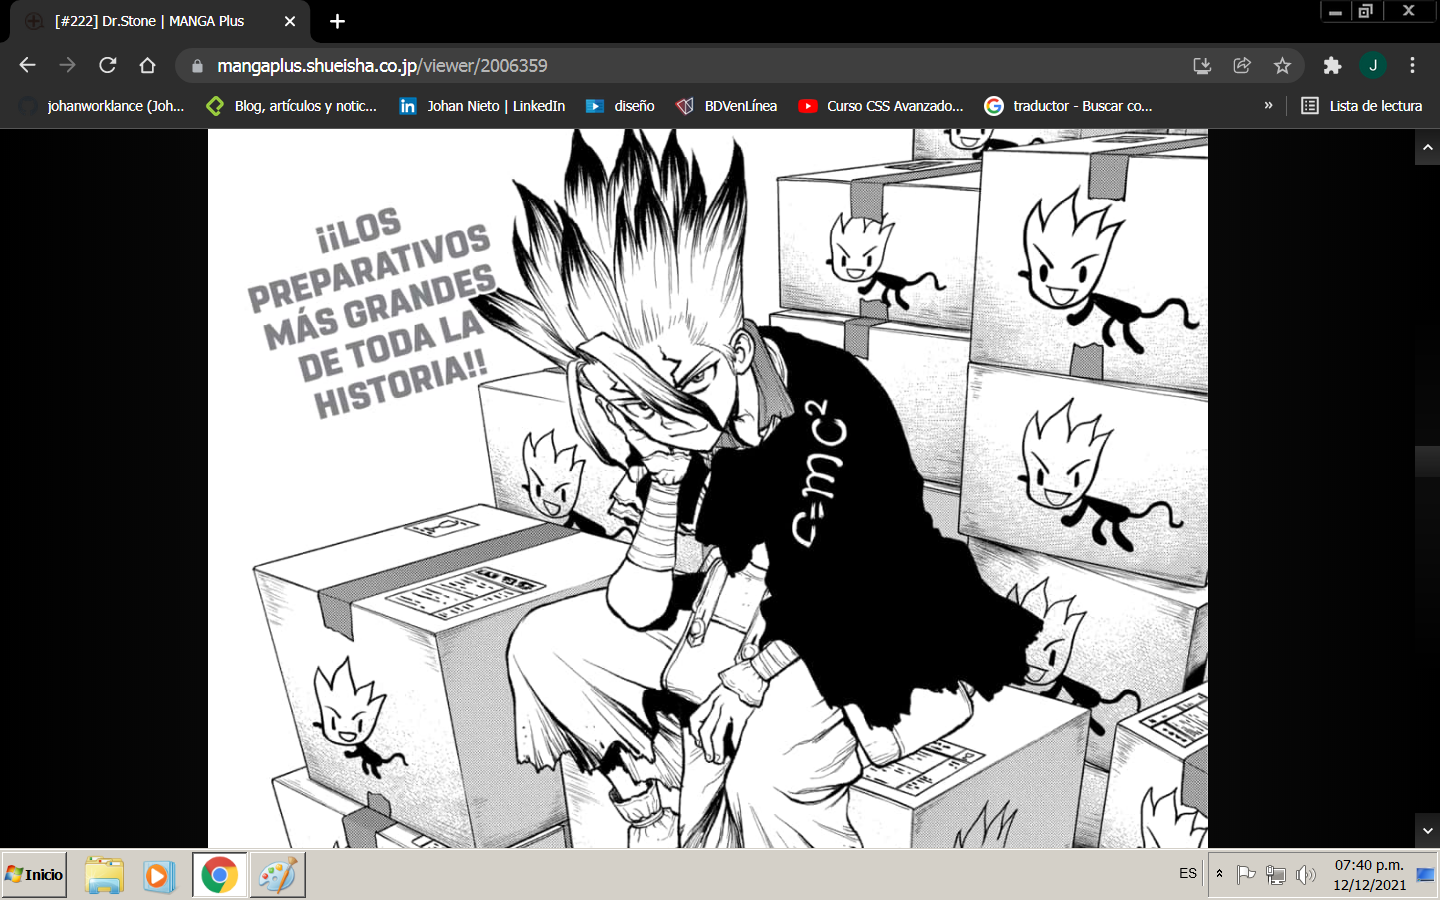 [#222] Dr.Stone | MANGA Plus
mangaplus.shueisha.co.jp/viewer/2006359
J
johanworklance (Joh...
Blog, artículos y notic...
Johan Nieto | LinkedIn
diseño
BDVenLínea
Curso CSS Avanzado...
traductor - Buscar co...
»
Lista de lectura
¡¡LOS
PREPARATIVOS
MÁS GRANDES
DE TODA LA
HISTORIA!!
E=mc²
Inicio
ES
07:40 p.m.
12/12/2021